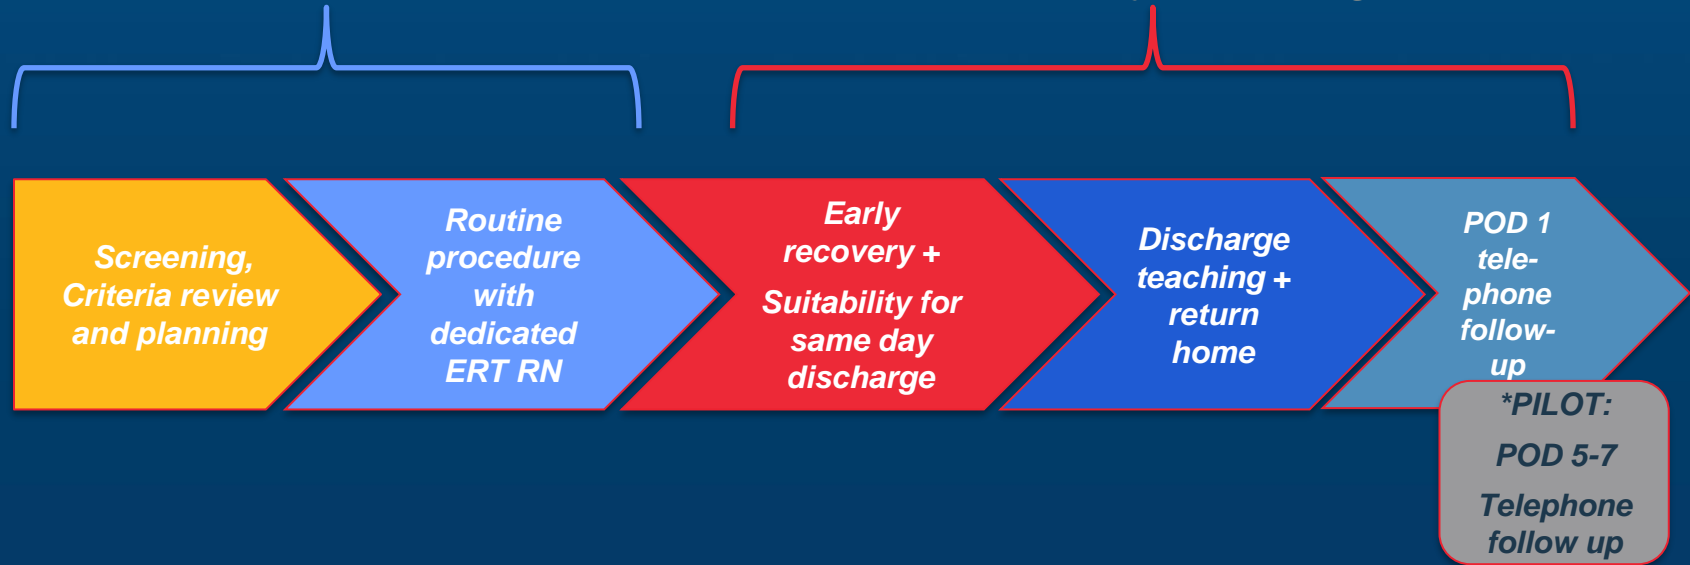 Screening,
Criteria review
and planning
Routine
procedure
with
dedicated
ERT RN
Early
recovery +
Suitability for
same day
discharge
Discharge
teaching +
return
home
POD 1
tele-
phone
follow-
up
*PILOT:
POD 5-7
Telephone
follow up